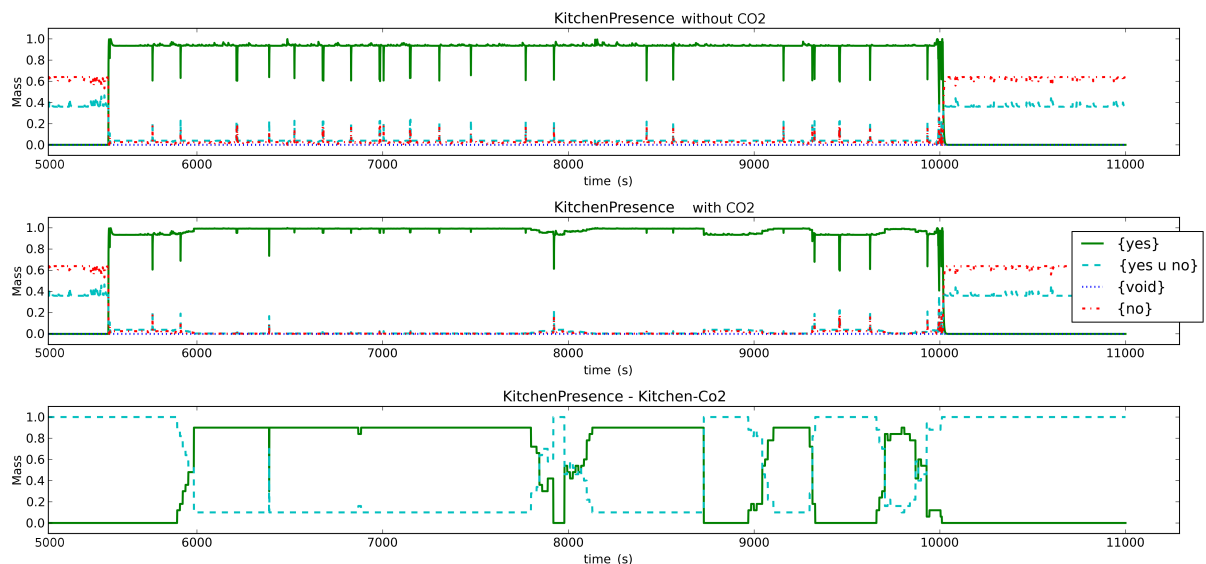 KitchenPresence without CO2
Mass
1.0
0.8
0.6
0.4
0.2
0.0
5000 6000 7000 8000 9000 10000 11000
time (s)
KitchenPresence with CO2
Mass
1.0
0.8
0.6
0.4
0.2
0.0
{yes}
{yes u no}
{void}
{no}
5000 6000 7000 8000 9000 10000 11000
time (s)
KitchenPresence - Kitchen-Co2
Mass
1.0
0.8
0.6
0.4
0.2
0.0
5000 6000 7000 8000 9000 10000 11000
time (s)